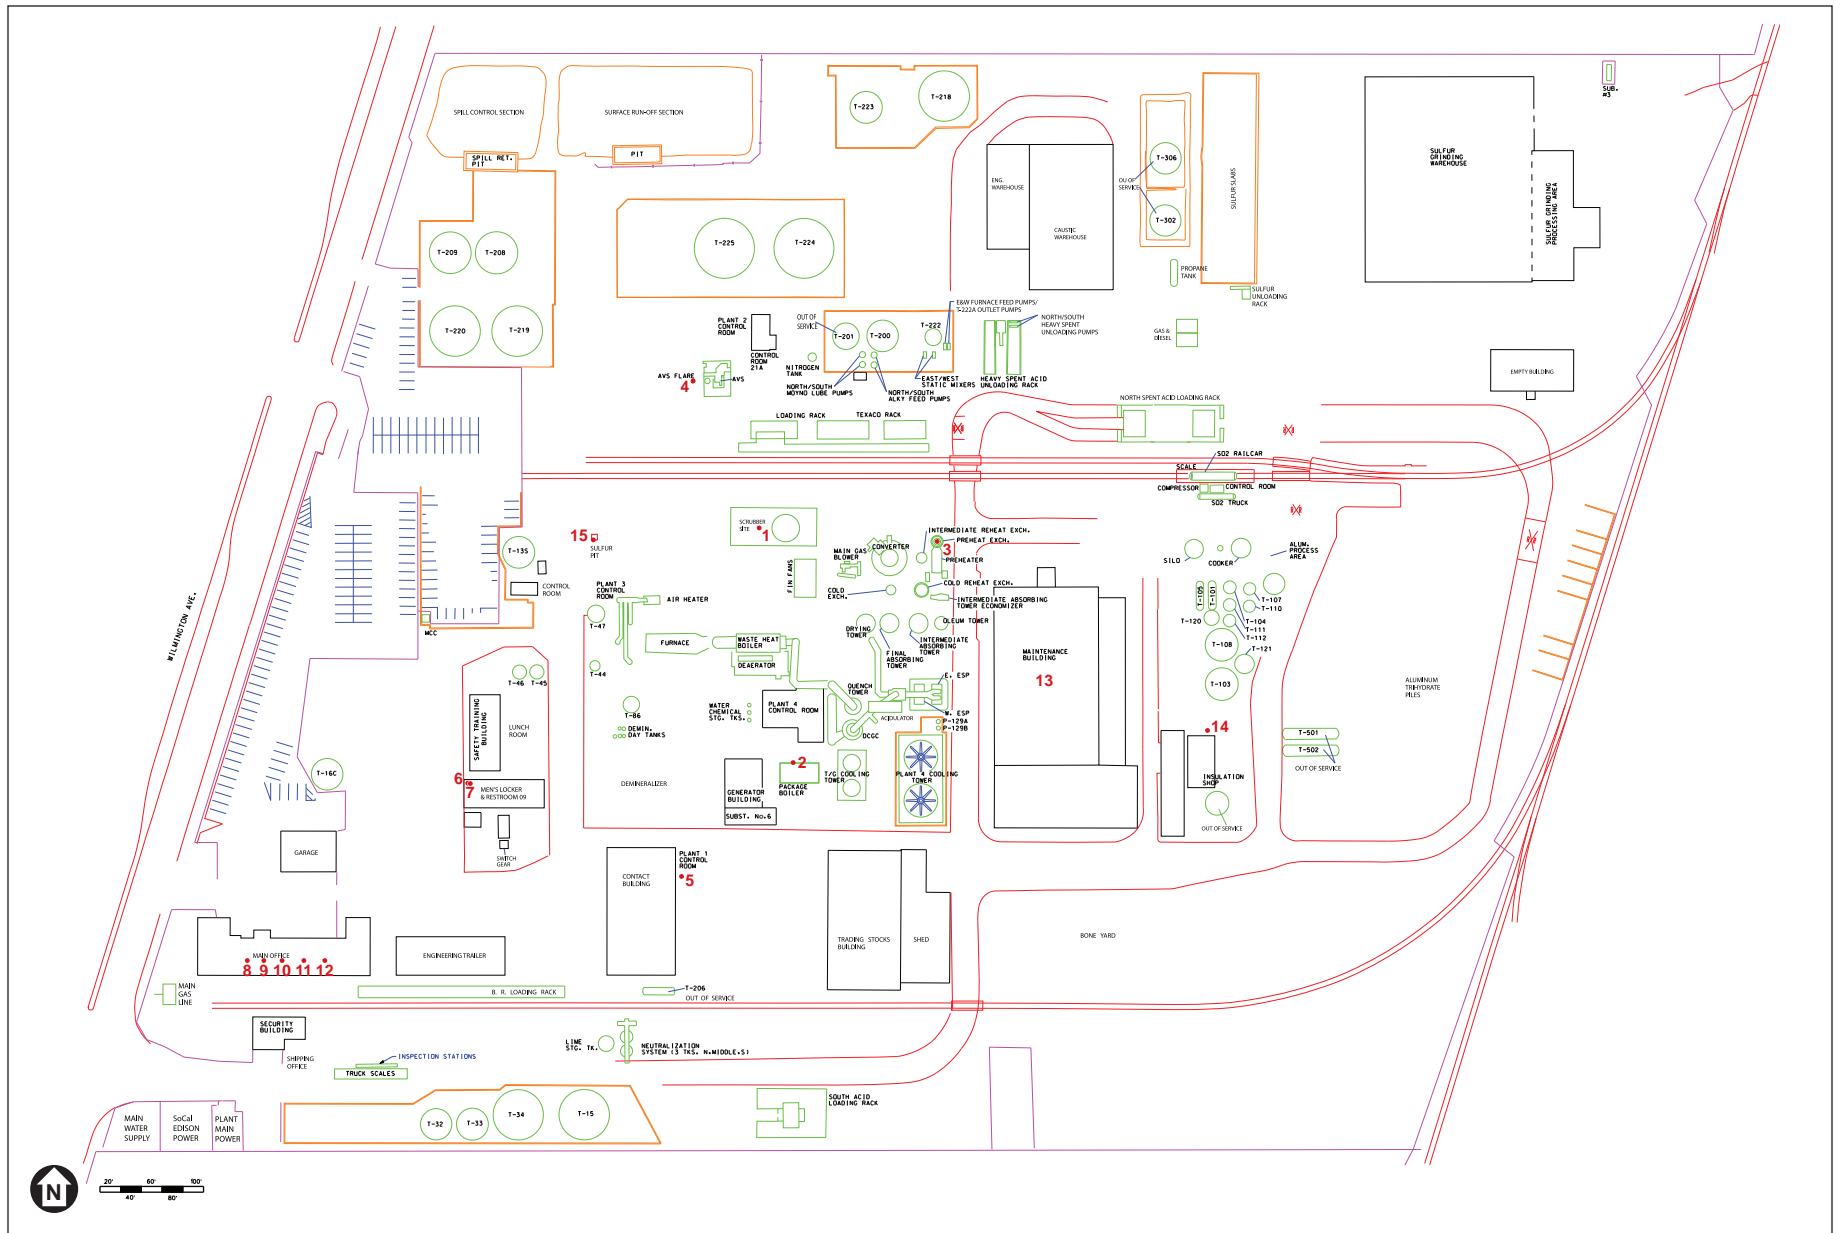 SPILL CONTROL SECTION
SURFACE RUN-OFF SECTION
SPILL RET.
PIT
PIT
T-223
T-218
SUB.
#3
ENG.
WAREHOUSE
CAUSTIC
WAREHOUSE
T-306
OU OF
SERVICE
T-302
SULFUR SLABS
SULFUR
GRINDING
WAREHOUSE
SULFUR GRINDING
PROCESSING AREA
T-209
T-208
T-225
T-224
PROPANE
TANK
SULFUR
UNLOADING
RACK
T-220
T-219
PLANT 2
CONTROL
ROOM
CONTROL
ROOM
21A
OUT OF
SERVICE
T-201
T-200
T-222
E&W FURNACE FEED PUMPS/
T-222A OUTLET PUMPS
NORTH/SOUTH
HEAVY SPENT
UNLOADING PUMPS
GAS &
DIESEL
AVS FLARE
4
AVS
NITROGEN
TANK
NORTH/SOUTH
MOYNO LUBE PUMPS
NORTH/SOUTH
ALKY FEED PUMPS
EAST/WEST
STATIC MIXERS
HEAVY SPENT ACID
UNLOADING RACK
EMPTY BUILDING
LOADING RACK
TEXACO RACK
NORTH SPENT ACID LOADING RACK
SO2 RAILCAR
SCALE
COMPRESSOR
CONTROL ROOM
SO2 TRUCK
WILMINGTON AVE.
T-13S
CONTROL
ROOM
MCC
15
SULFUR
PIT
SCRUBBER
SITE
1
INTERMEDIATE REHEAT EXCH.
PREHEAT EXCH.
3
PREHEATER
CONVERTER
MAIN GAS
BLOWER
FIN FANS
COLD
EXCH.
COLD REHEAT EXCH.
INTERMEDIATE ABSORBING
TOWER ECONOMIZER
SILO
COOKER
ALUM.
PROCESS
AREA
PLANT 3
CONTROL
ROOM
AIR HEATER
T-47
T-44
FURNACE
WASTE HEAT
BOILER
DEAERATOR
DRYING
TOWER
FINAL
ABSORBING
TOWER
INTERMEDIATE
ABSORBING
TOWER
OLEUM TOWER
T-105
T-101
T-107
T-110
T-104
T-111
T-112
T-120
T-108
T-121
T-103
MAINTENANCE
BUILDING
13
ALUMINUM
TRIHYDRATE
PILES
T-46
T-45
SAFETY TRAINING
BUILDING
LUNCH
ROOM
T-86
DEMIN.
DAY TANKS
WATER
CHEMICAL
STG. TKS.
PLANT 4
CONTROL ROOM
QUENCH
TOWER
ACIDULATOR
DCGC
E. ESP
W. ESP
P-129A
P-129B
14
INSULATION
SHOP
OUT OF SERVICE
T-501
T-502
OUT OF SERVICE
T-16C
6
7
MEN'S LOCKER
& RESTROOM 09
SWITCH
GEAR
DEMINERALIZER
GENERATOR
BUILDING
SUBST. No.6
2
PACKAGE
BOILER
T/G COOLING
TOWER
PLANT 4 COOLING
TOWER
GARAGE
CONTACT
BUILDING
PLANT 1
CONTROL
ROOM
5
TRADING STOCKS
BUILDING
SHED
BONE YARD
MAIN OFFICE
8
9
10
11
12
ENGINEERING TRAILER
MAIN
GAS
LINE
B. R. LOADING RACK
T-206
OUT OF SERVICE
SECURITY
BUILDING
SHIPPING
OFFICE
INSPECTION STATIONS
TRUCK SCALES
LIME
STG. TK.
NEUTRALIZATION
SYSTEM (3 TKS. N.MIDDLE.S)
MAIN
WATER
SUPPLY
SoCal
EDISON
POWER
PLANT
MAIN
POWER
T-32
T-33
T-34
T-15
SOUTH ACID
LOADING RACK
N
20'
60'
100'
40'
80'